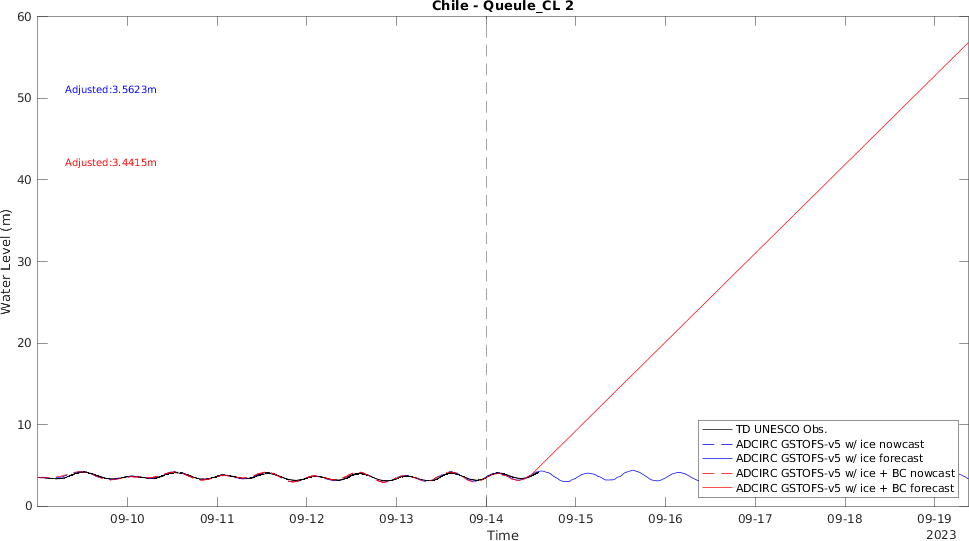 Chile - Queule_CL 2
60
50
40
30
20
10
0
Water Level (m)
Adjusted:3.5623m
Adjusted:3.4415m
TD UNESCO Obs.
ADCIRC GSTOFS-v5 w/ ice nowcast
ADCIRC GSTOFS-v5 w/ ice forecast
ADCIRC GSTOFS-v5 w/ ice + BC nowcast
ADCIRC GSTOFS-v5 w/ ice + BC forecast
09-10 09-11 09-12 09-13 09-14 09-15 09-16 09-17 09-18 09-19
Time
2023